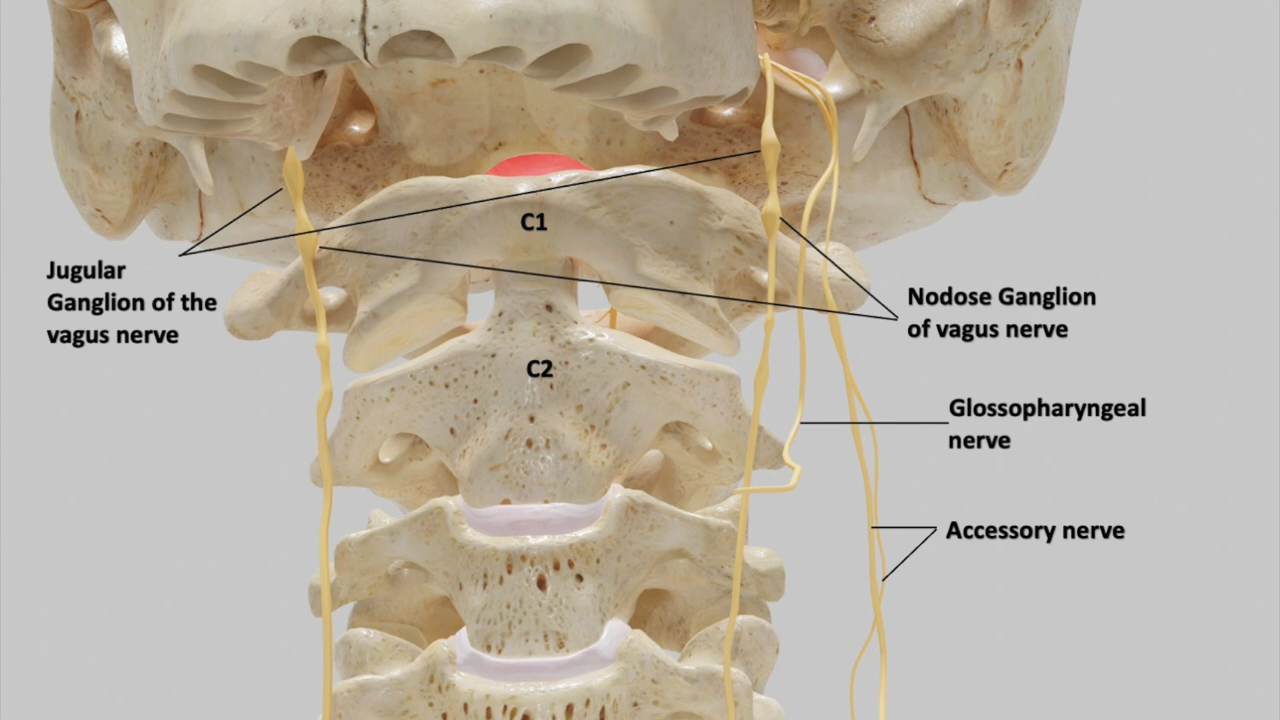 C1
Jugular
Ganglion of the
vagus nerve
Nodose Ganglion
of vagus nerve
C2
Glossopharyngeal
nerve
Accessory nerve